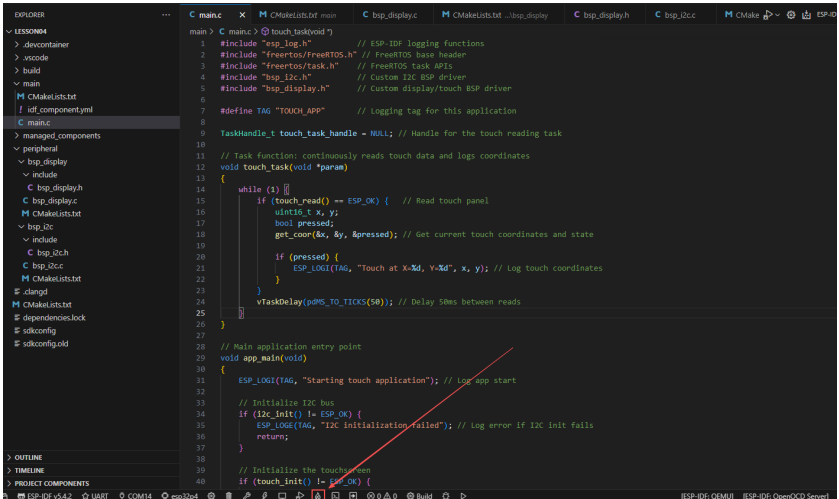 EXPLORER
main.c
CMakeLists.txt main
bsp_display.c
CMakeLists.txt ...\bsp_display
bsp_display.h
bsp_i2c.c
CMake
ESP-ID
main > C main.c > touch_task(void *)
LESSON04
.devcontainer
.vscode
build
main
CMakeLists.txt
idf_component.yml
main.c
managed_components
peripheral
bsp_display
include
bsp_display.h
bsp_display.c
CMakeLists.txt
bsp_i2c
include
bsp_i2c.h
bsp_i2c.c
CMakeLists.txt
.clangd
CMakeLists.txt
dependencies.lock
sdkconfig
sdkconfig.old
OUTLINE
TIMELINE
PROJECT COMPONENTS
1 #include "esp_log.h" // ESP-IDF logging functions
2 #include "freertos/FreeRTOS.h" // FreeRTOS base header
3 #include "freertos/task.h" // FreeRTOS task APIs
4 #include "bsp_i2c.h" // Custom I2C BSP driver
5 #include "bsp_display.h" // Custom display/touch BSP driver
6
7 #define TAG "TOUCH_APP" // Logging tag for this application
8
9 TaskHandle_t touch_task_handle = NULL; // Handle for the touch reading task
10
11 // Task function: continuously reads touch data and logs coordinates
12 void touch_task(void *param)
13 {
14 while (1) {
15 if (touch_read() == ESP_OK) { // Read touch panel
16 uint16_t x, y;
17 bool pressed;
18 get_coor(&x, &y, &pressed); // Get current touch coordinates and state
19
20 if (pressed) {
21 ESP_LOGI(TAG, "Touch at X=%d, Y=%d", x, y); // Log touch coordinates
22 }
23 }
24 vTaskDelay(pdMS_TO_TICKS(50)); // Delay 50ms between reads
25 }
26 }
27
28 // Main application entry point
29 void app_main(void)
30 {
31 ESP_LOGI(TAG, "Starting touch application"); // Log app start
32
33 // Initialize I2C bus
34 if (i2c_init() != ESP_OK) {
35 ESP_LOGE(TAG, "I2C initialization failed"); // Log error if I2C init fails
36 return;
37 }
38
39 // Initialize the touchscreen
40 if (touch_init() != ESP_OK) {
ESP-IDF v5.4.2 UART COM14 esp32p4 0 0 Build [ESP-IDF: QEMU] [ESP-IDF: OpenOCD Server]